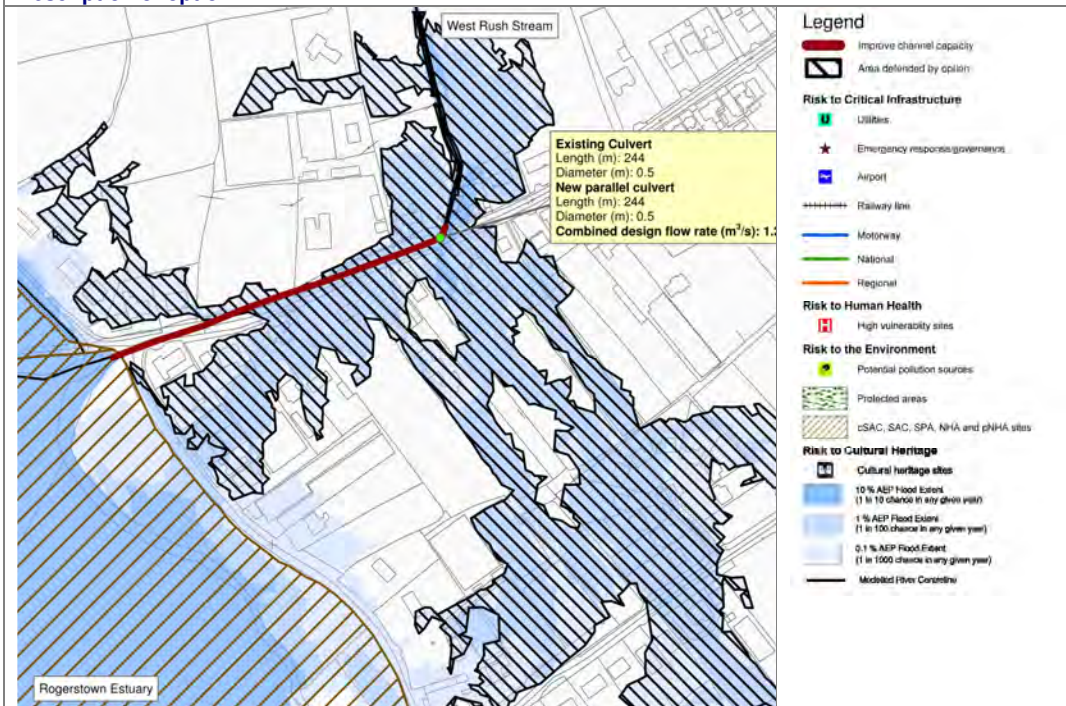 West Rush Stream
Existing Culvert
Length (m): 244
Diameter (m): 0.5
New parallel culvert
Length (m): 244
Diameter (m): 0.5
Combined design flow rate (m³/s): 1.
Rogerstown Estuary
Legend
Improve channel capacity
Area defended by option
Risk to Critical Infrastructure
U
Utilities
Emergency response/governance
Airport
Railway line
Motorway
National
Regional
Risk to Human Health
H
High vulnerability sites
Risk to the Environment
Potential pollution sources
Protected areas
cSAC, SAC, SPA, NHA and pNHA sites
Risk to Cultural Heritage
Cultural heritage sites
10 % AEP Flood Extent
(1 in 10 chance in any given year)
1 % AEP Flood Extent
(1 in 100 chance in any given year)
0.1 % AEP Flood Extent
(1 in 1000 chance in any given year)
Modelled River Centreline